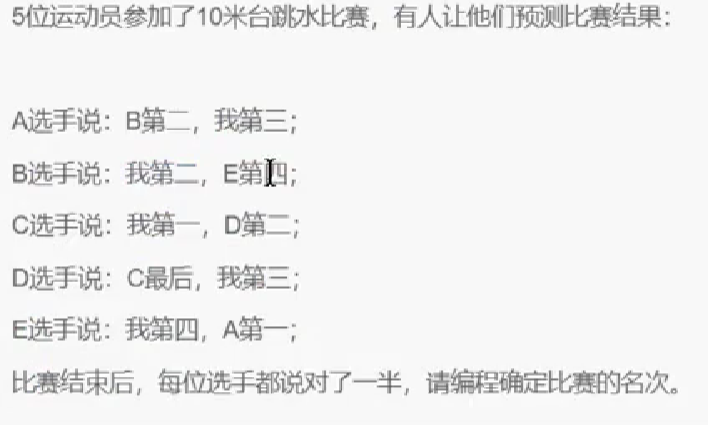 5位运动员参加了10米台跳水比赛，有人让他们预测比赛结果：
A选手说：B第二，我第三；
B选手说：我第二，E第四；
C选手说：我第一，D第二；
D选手说：C最后，我第三；
E选手说：我第四，A第一；
比赛结束后，每位选手都说对了一半，请编程确定比赛的名次。